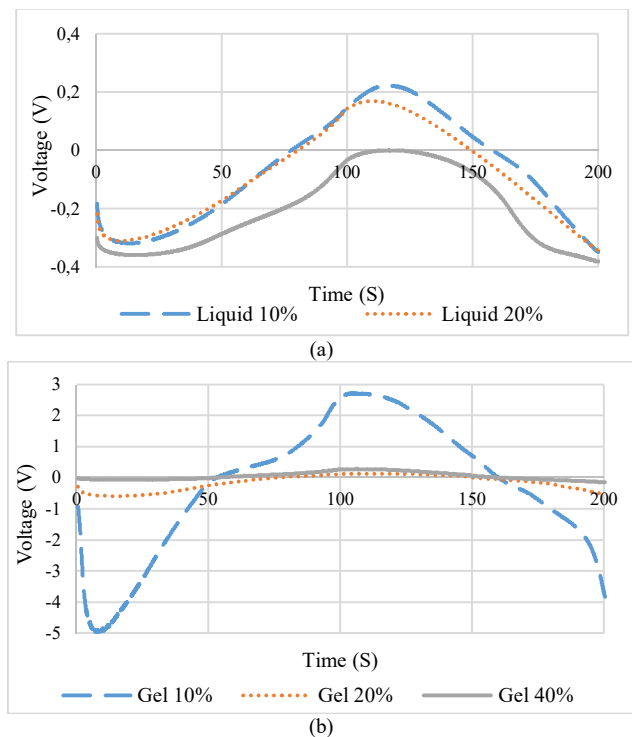 0,4
0,2
0
-0,2
-0,4
Voltage (V)
0 50 100 150 200
Time (S)
Liquid 10% Liquid 20%
(a)
3
2
1
0
-1
-2
-3
-4
-5
Voltage (V)
0 50 100 150 200
Time (S)
Gel 10% Gel 20% Gel 40%
(b)